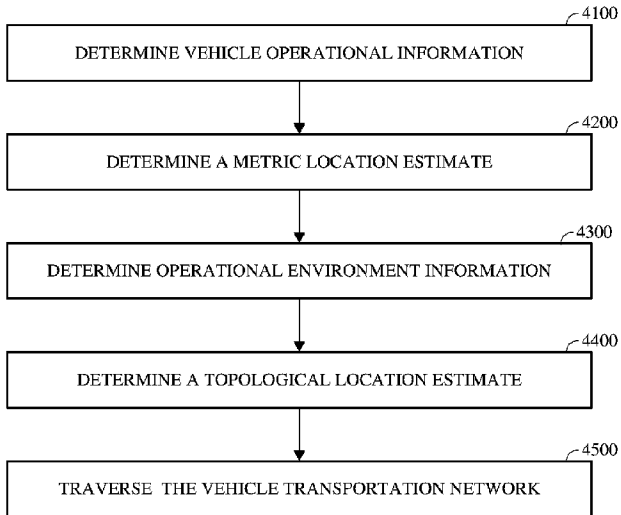 4100
DETERMINE VEHICLE OPERATIONAL INFORMATION
4200
DETERMINE A METRIC LOCATION ESTIMATE
4300
DETERMINE OPERATIONAL ENVIRONMENT INFORMATION
4400
DETERMINE A TOPOLOGICAL LOCATION ESTIMATE
4500
TRAVERSE THE VEHICLE TRANSPORTATION NETWORK